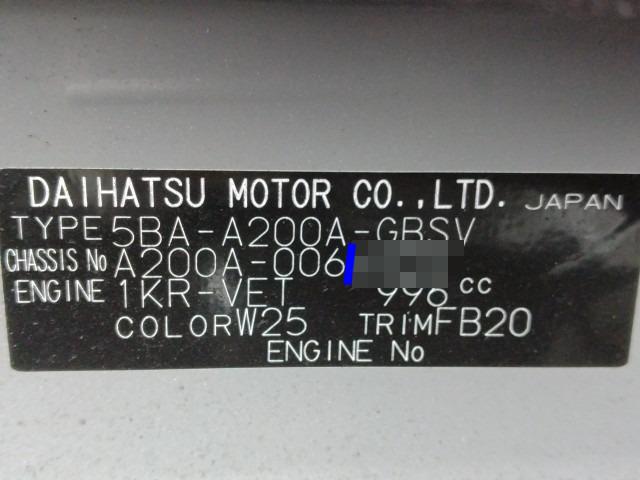 DAIHATSU MOTOR CO.,LTD. JAPAN
TYPE 5BA-A200A-GBSV
CHASSIS No A200A-006
ENGINE 1KR-VET 996 cc
COLOR W25 TRIM FB20
ENGINE No